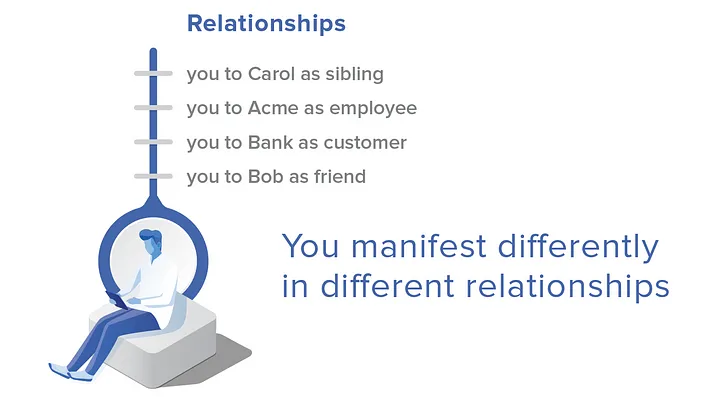 Relationships
you to Carol as sibling
you to Acme as employee
you to Bank as customer
you to Bob as friend
You manifest differently
in different relationships